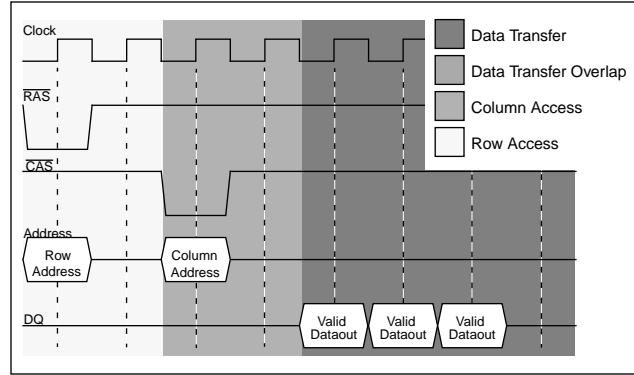 Clock
Data Transfer
Data Transfer Overlap
RAS
Column Access
Row Access
CAS
Address
Row
Address
Column
Address
DQ
Valid
Dataout
Valid
Dataout
Valid
Dataout